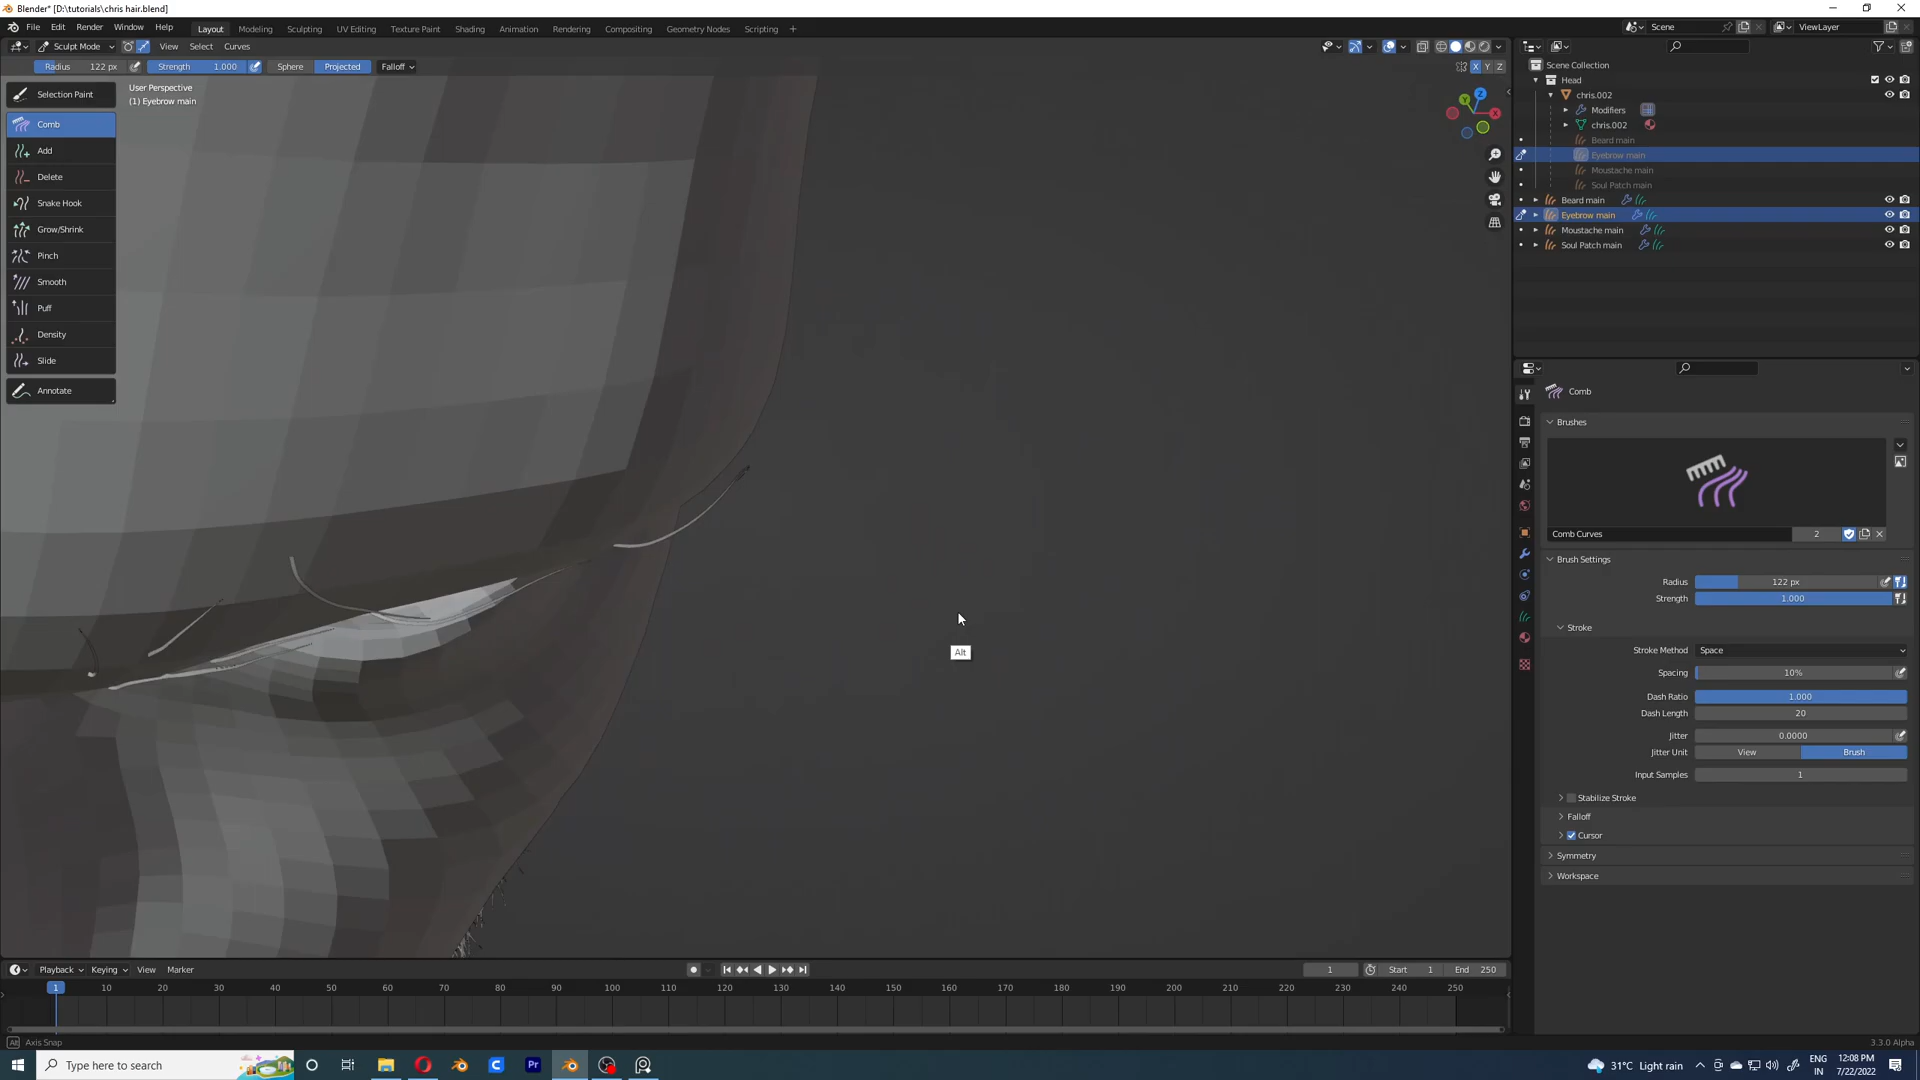 Blender* [D:\tutorials\chris hair.blend]
File Edit Render Window Help Layout Modeling Sculpting UV Editing Texture Paint Shading Animation Rendering Compositing Geometry Nodes Scripting + Scene ViewLayer
Sculpt Mode View Select Curves
Radius 122 px Strength 1.000 Sphere Projected Falloff X Y Z
User Perspective
(1) Eyebrow main
Selection Paint
Comb
Add
Delete
Snake Hook
Grow/Shrink
Pinch
Smooth
Puff
Density
Slide
Annotate
Z
Y
X
Alt
Scene Collection
Head
chris.002
Modifiers
chris.002
Beard main
Eyebrow main
Moustache main
Soul Patch main
Beard main
Eyebrow main
Moustache main
Soul Patch main
Comb
Brushes
Comb Curves 2
Brush Settings
Radius 122 px
Strength 1.000
Stroke
Stroke Method Space
Spacing 10%
Dash Ratio 1.000
Dash Length 20
Jitter 0.0000
Jitter Unit View Brush
Input Samples 1
Stabilize Stroke
Falloff
Cursor
Symmetry
Workspace
Playback Keying View Marker 1 Start 1 End 250
1 10 20 30 40 50 60 70 80 90 100 110 120 130 140 150 160 170 180 190 200 210 220 230 240 250
Alt Axis Snap 3.3.0 Alpha
Type here to search C Pr 31°C Light rain ENG IN 12:08 PM 7/22/2022